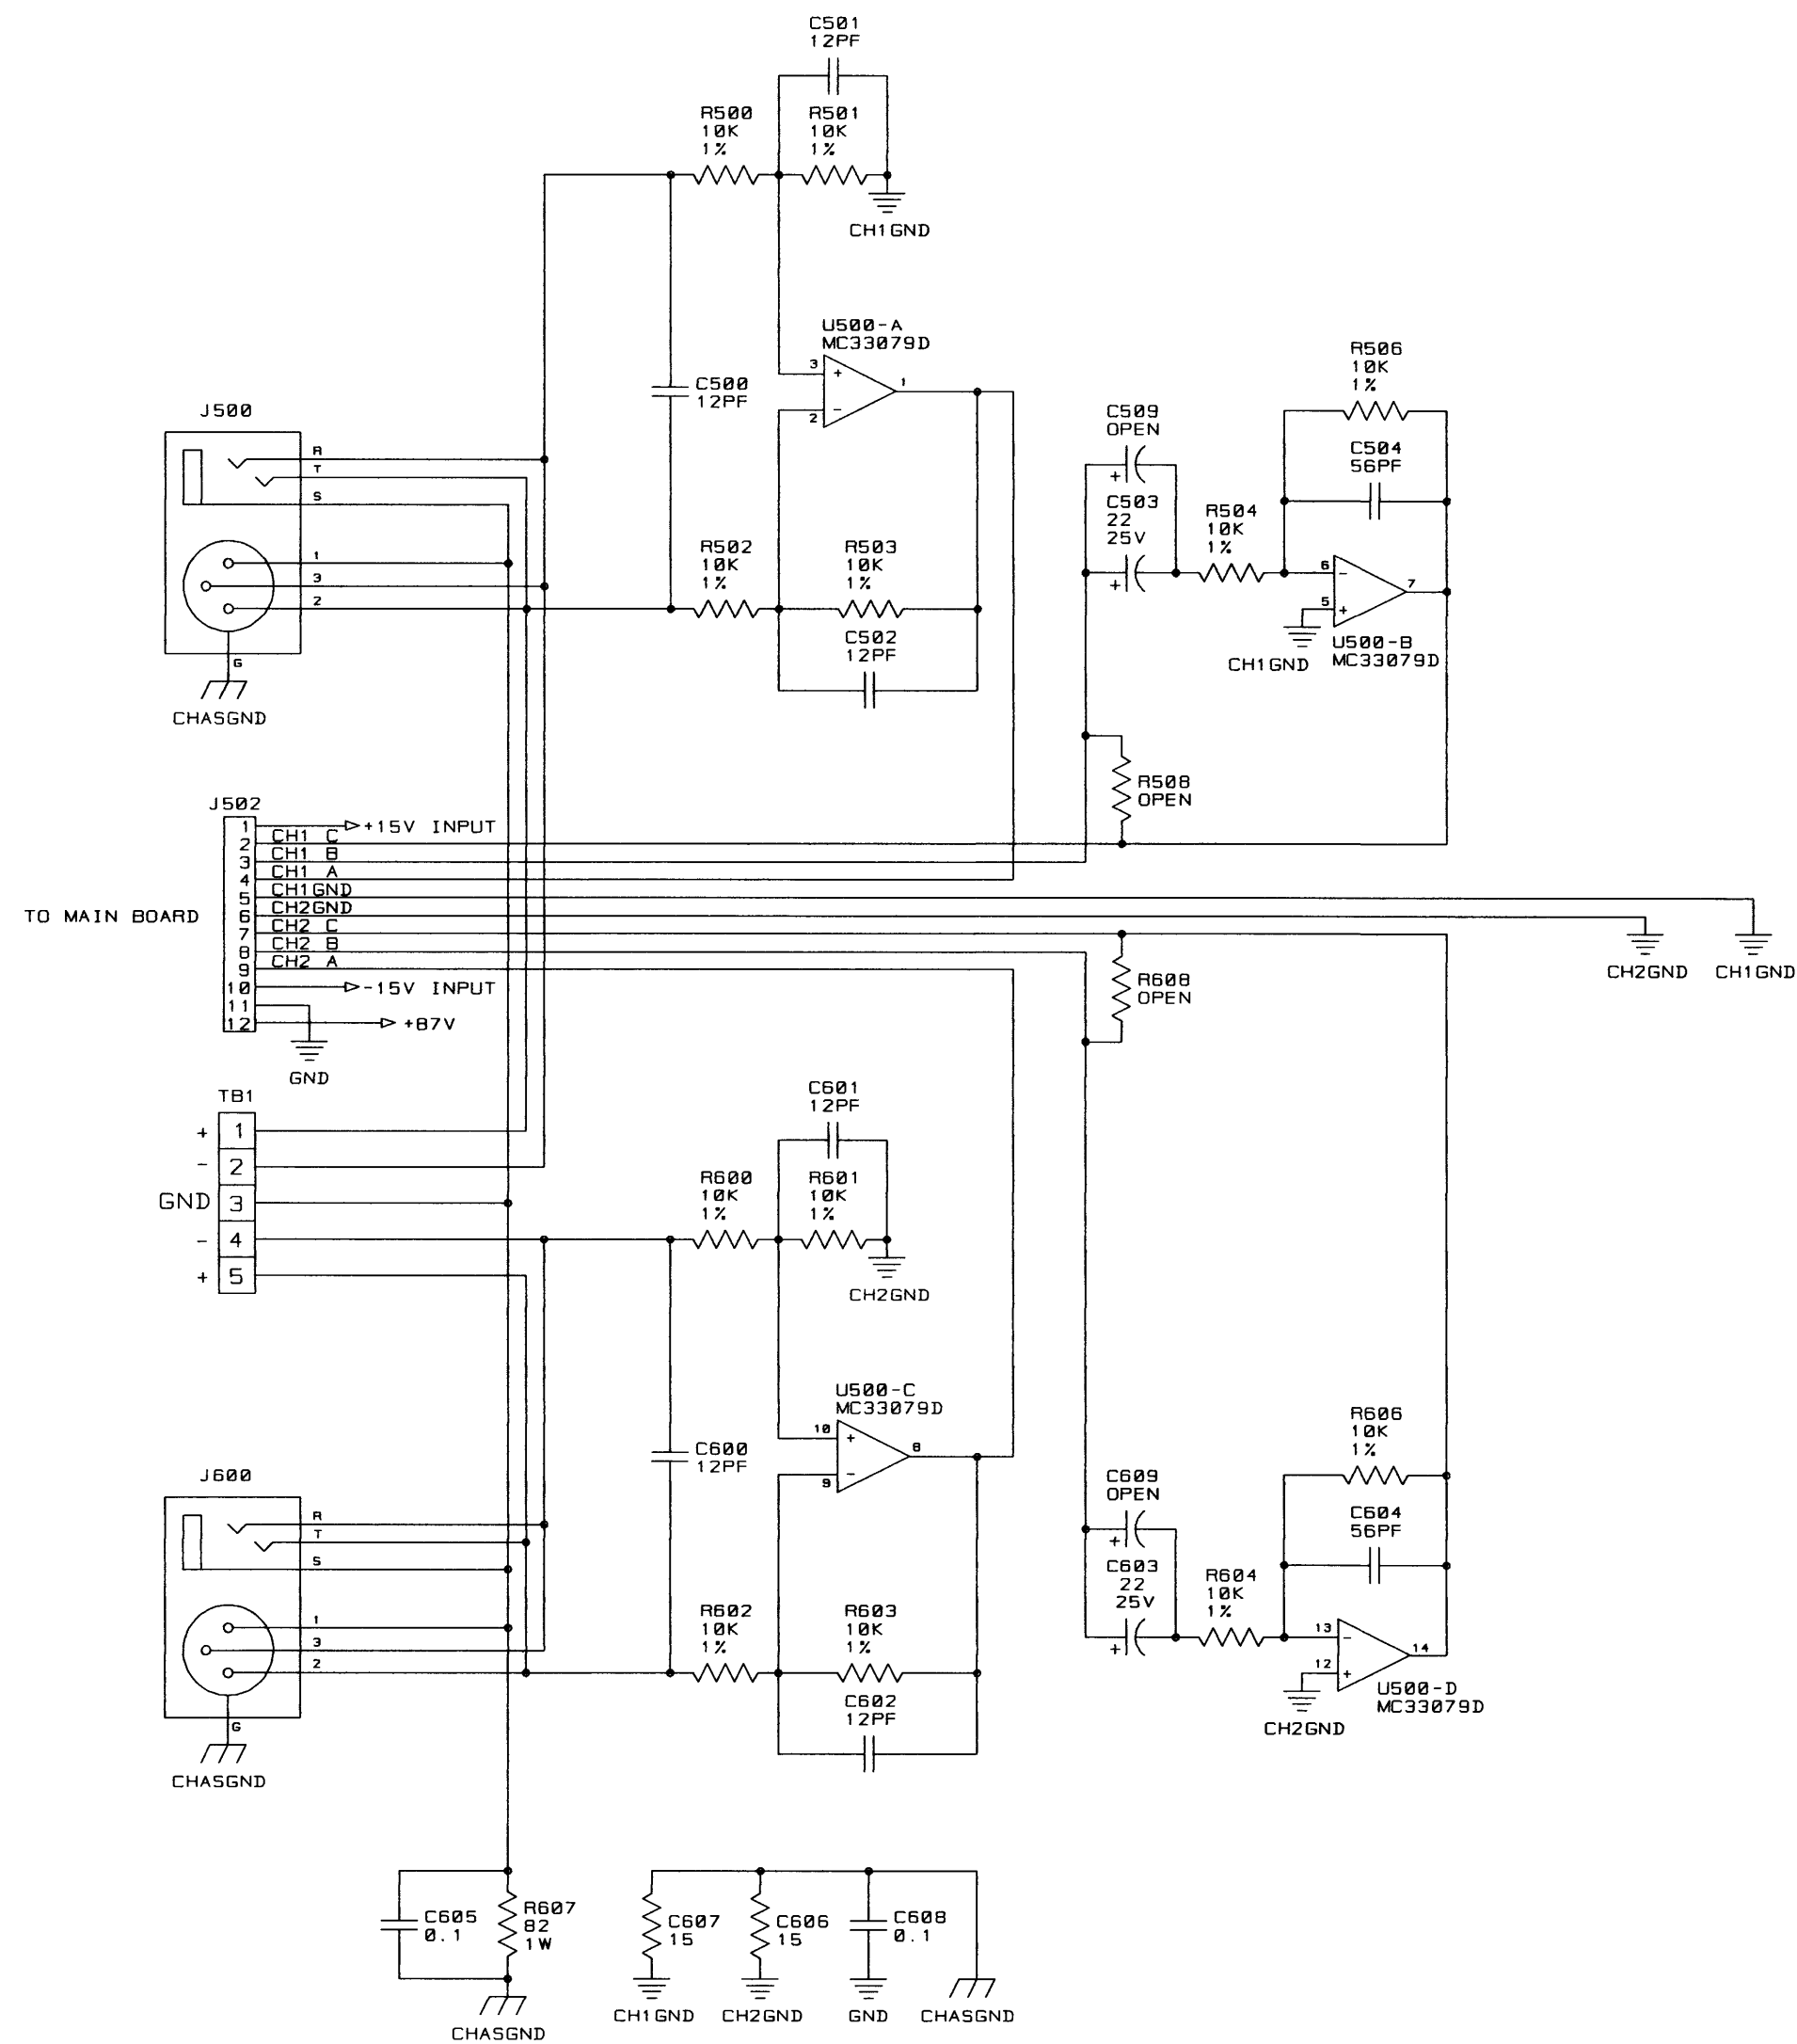 C501
12PF
R500
10K
1%
R501
10K
1%
CH1GND
U500-A
MC33079D
3
+
1
-
2
C500
12PF
R506
10K
1%
C509
OPEN
+
C504
56PF
C503
22
25V
+
R504
10K
1%
6
-
7
5
+
U500-B
MC33079D
CH1GND
J500
R
T
S
1
3
2
G
CHASGND
R502
10K
1%
R503
10K
1%
C502
12PF
R508
OPEN
J502
TO MAIN BOARD
1 +15V INPUT
2 CH1 C
3 CH1 B
4 CH1 A
5 CH1GND
6 CH2GND
7 CH2 C
8 CH2 B
9 CH2 A
10 -15V INPUT
11
12 +87V
GND
CH2GND
CH1GND
R608
OPEN
TB1
+ 1
- 2
GND 3
- 4
+ 5
C601
12PF
R600
10K
1%
R601
10K
1%
CH2GND
U500-C
MC33079D
10
+
8
-
9
C600
12PF
R606
10K
1%
C609
OPEN
+
C604
56PF
C603
22
25V
+
R604
10K
1%
13
-
14
12
+
U500-D
MC33079D
CH2GND
J600
R
T
S
1
3
2
G
CHASGND
R602
10K
1%
R603
10K
1%
C602
12PF
C605
0.1
R607
82
1W
CHASGND
C607
15
CH1GND
C606
15
CH2GND
C608
0.1
GND
CHASGND